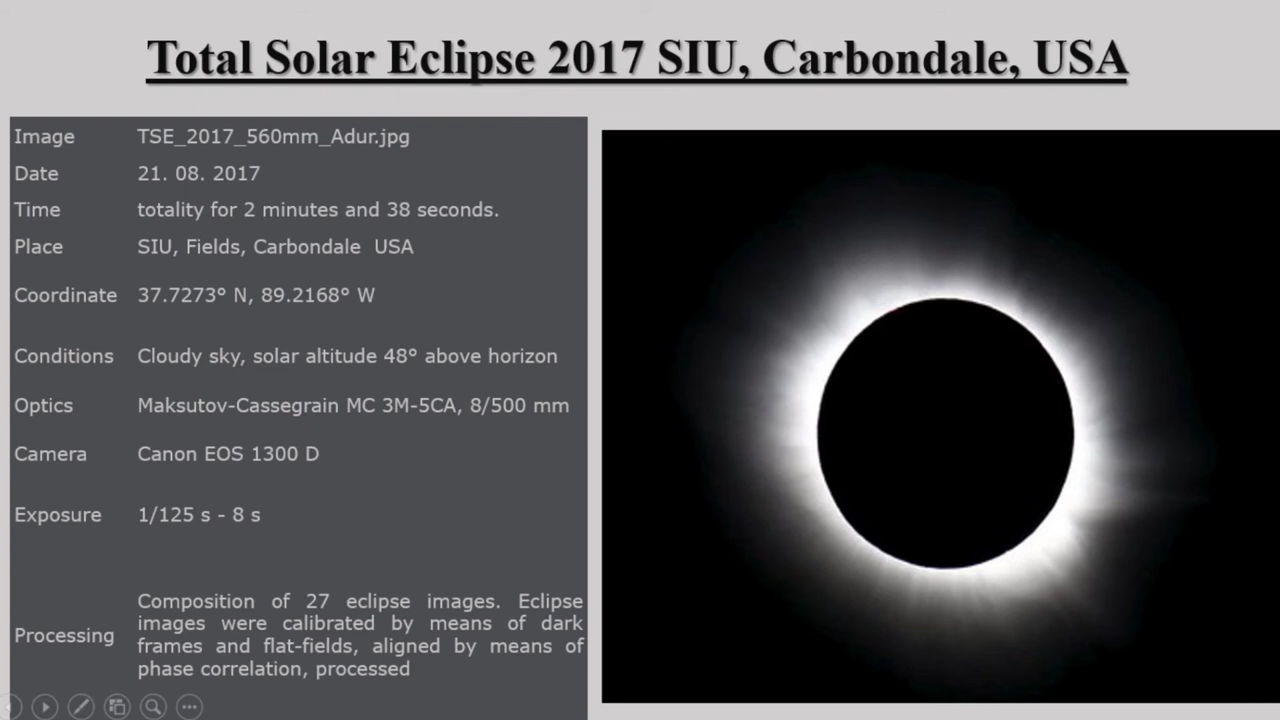 Total Solar Eclipse 2017 SIU, Carbondale, USA
Image TSE_2017_560mm_Adur.jpg
Date 21. 08. 2017
Time totality for 2 minutes and 38 seconds.
Place SIU, Fields, Carbondale USA
Coordinate 37.7273° N, 89.2168° W
Conditions Cloudy sky, solar altitude 48° above horizon
Optics Maksutov-Cassegrain MC 3M-5CA, 8/500 mm
Camera Canon EOS 1300 D
Exposure 1/125 s - 8 s
Processing Composition of 27 eclipse images. Eclipse
images were calibrated by means of dark
frames and flat-fields, aligned by means of
phase correlation, processed